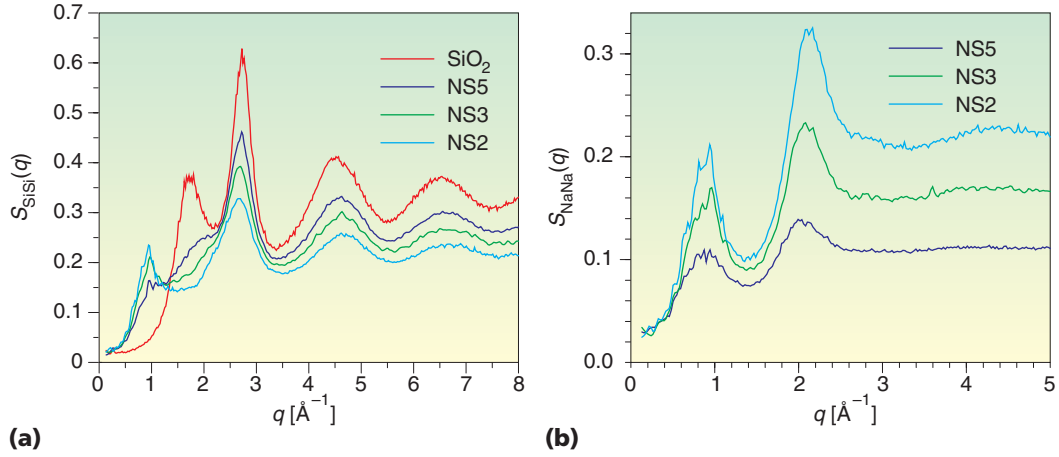 S_SiSi(q)
0.7
0.6
0.5
0.4
0.3
0.2
0.1
0
SiO₂
NS5
NS3
NS2
0 1 2 3 4 5 6 7 8
q [Å⁻¹]
(a)
S_NaNa(q)
0.3
0.2
0.1
0.0
NS5
NS3
NS2
0 1 2 3 4 5
q [Å⁻¹]
(b)